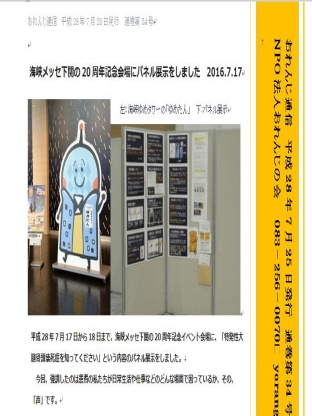 おれんじ通信 平成28年7月25日発行 通巻第34号
海峡メッセ下関の20周年記念会場にパネル展示をしました 2016.7.17
左:海峡ゆめタワーの「ゆめたん」 下:パネル展示
平成28年7月17日から18日まで、海峡メッセ下関の20周年記念イベント会場に、「特発性大
腿骨頭壊死症を知ってください」という内容のパネル展示をしました。
今回、強調したのは患界の私たちが日常生活や仕事などのどんな場面で困っているか、その、
「声」です。
おれんじ通信 平成28年7月25日発行 通巻第34号
NPO法人おれんじの会 083-256-0070 yorang